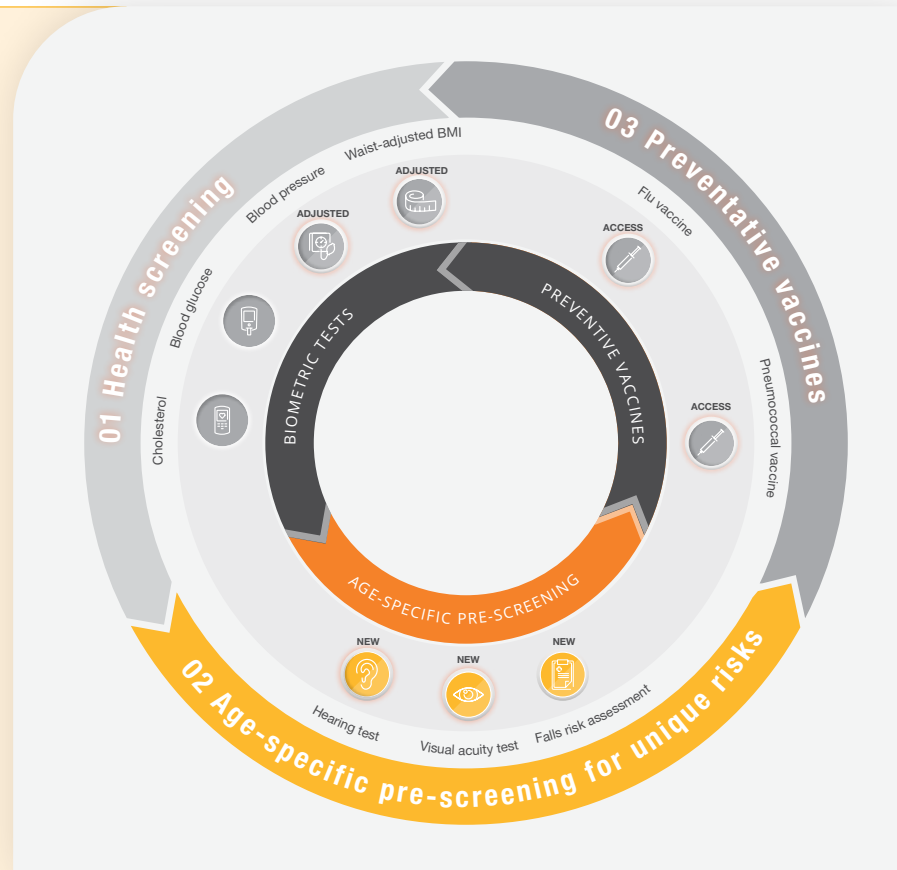 01 Health screening
Waist-adjusted BMI
ADJUSTED
Blood pressure
ADJUSTED
Blood glucose
Cholesterol
BIOMETRIC TESTS
02 Age-specific pre-screening for unique risks
AGE-SPECIFIC PRE-SCREENING
NEW
Hearing test
NEW
Visual acuity test
NEW
Falls risk assessment
03 Preventative vaccines
PREVENTIVE VACCINES
Flu vaccine
ACCESS
Pneumococcal vaccine
ACCESS